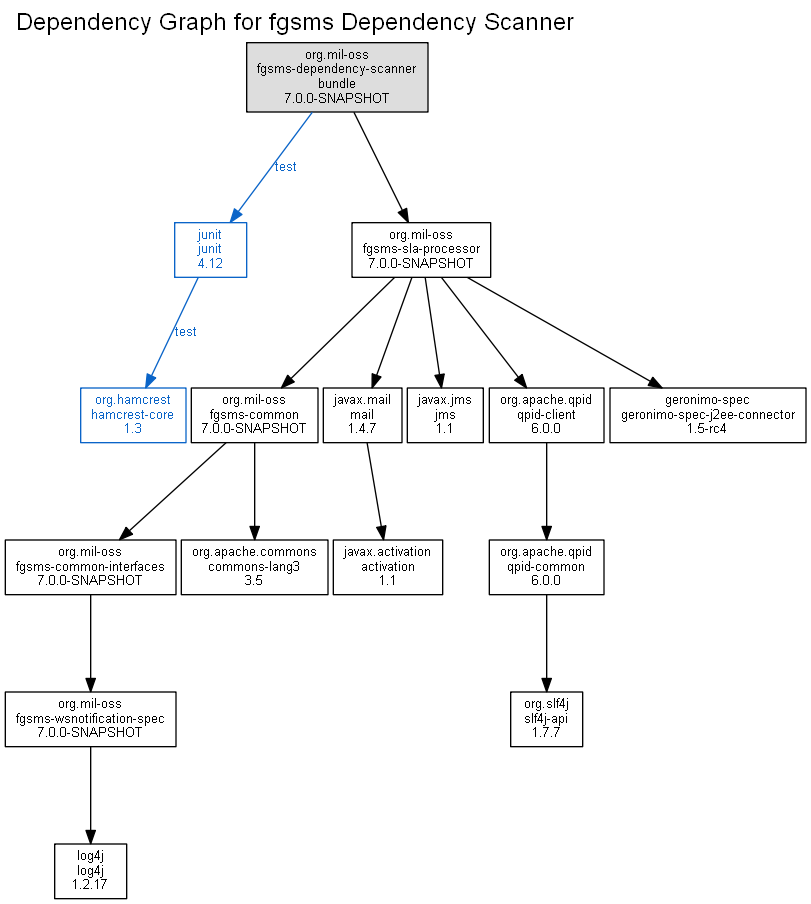 Dependency Graph for fgsms Dependency Scanner
org.mil-oss
fgsms-dependency-scanner
bundle
7.0.0-SNAPSHOT
test
junit
junit
4.12
org.mil-oss
fgsms-sla-processor
7.0.0-SNAPSHOT
test
org.hamcrest
hamcrest-core
1.3
org.mil-oss
fgsms-common
7.0.0-SNAPSHOT
javax.mail
mail
1.4.7
javax.jms
jms
1.1
org.apache.qpid
qpid-client
6.0.0
geronimo-spec
geronimo-spec-j2ee-connector
1.5-rc4
org.mil-oss
fgsms-common-interfaces
7.0.0-SNAPSHOT
org.apache.commons
commons-lang3
3.5
javax.activation
activation
1.1
org.apache.qpid
qpid-common
6.0.0
org.mil-oss
fgsms-wsnotification-spec
7.0.0-SNAPSHOT
org.slf4j
slf4j-api
1.7.7
log4j
log4j
1.2.17